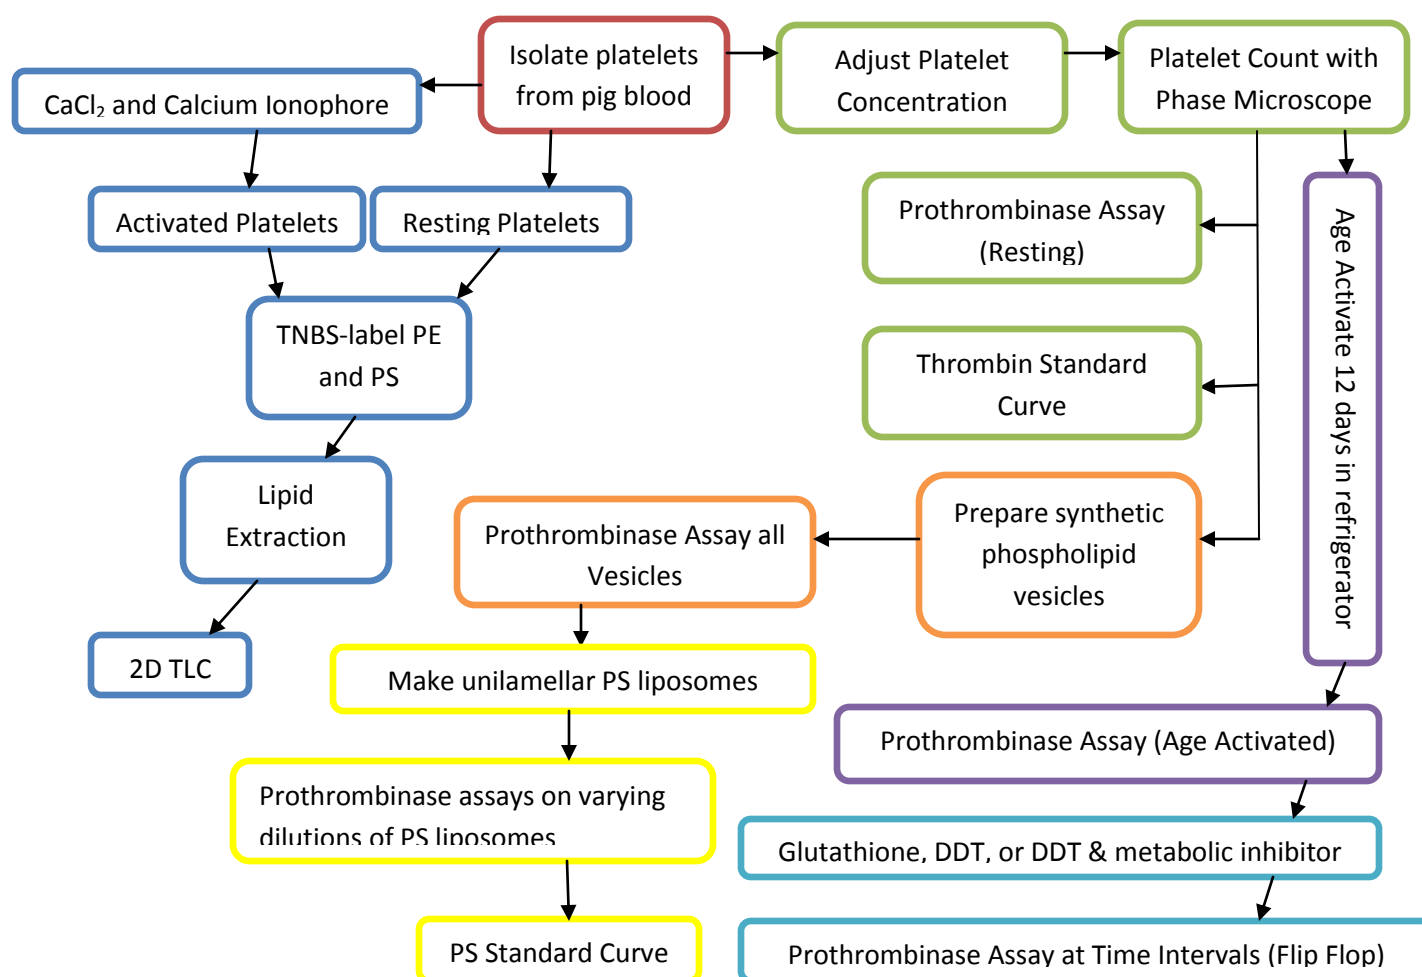 Isolate platelets
from pig blood
Adjust Platelet
Concentration
Platelet Count with
Phase Microscope
CaCl₂ and Calcium Ionophore
Activated Platelets
Resting Platelets
Prothrombinase Assay
(Resting)
Age Activate 12 days in refrigerator
TNBS-label PE
and PS
Thrombin Standard
Curve
Lipid
Extraction
Prothrombinase Assay all
Vesicles
Prepare synthetic
phospholipid
vesicles
2D TLC
Make unilamellar PS liposomes
Prothrombinase Assay (Age Activated)
Prothrombinase assays on varying
dilutions of PS liposomes
Glutathione, DDT, or DDT & metabolic inhibitor
PS Standard Curve
Prothrombinase Assay at Time Intervals (Flip Flop)